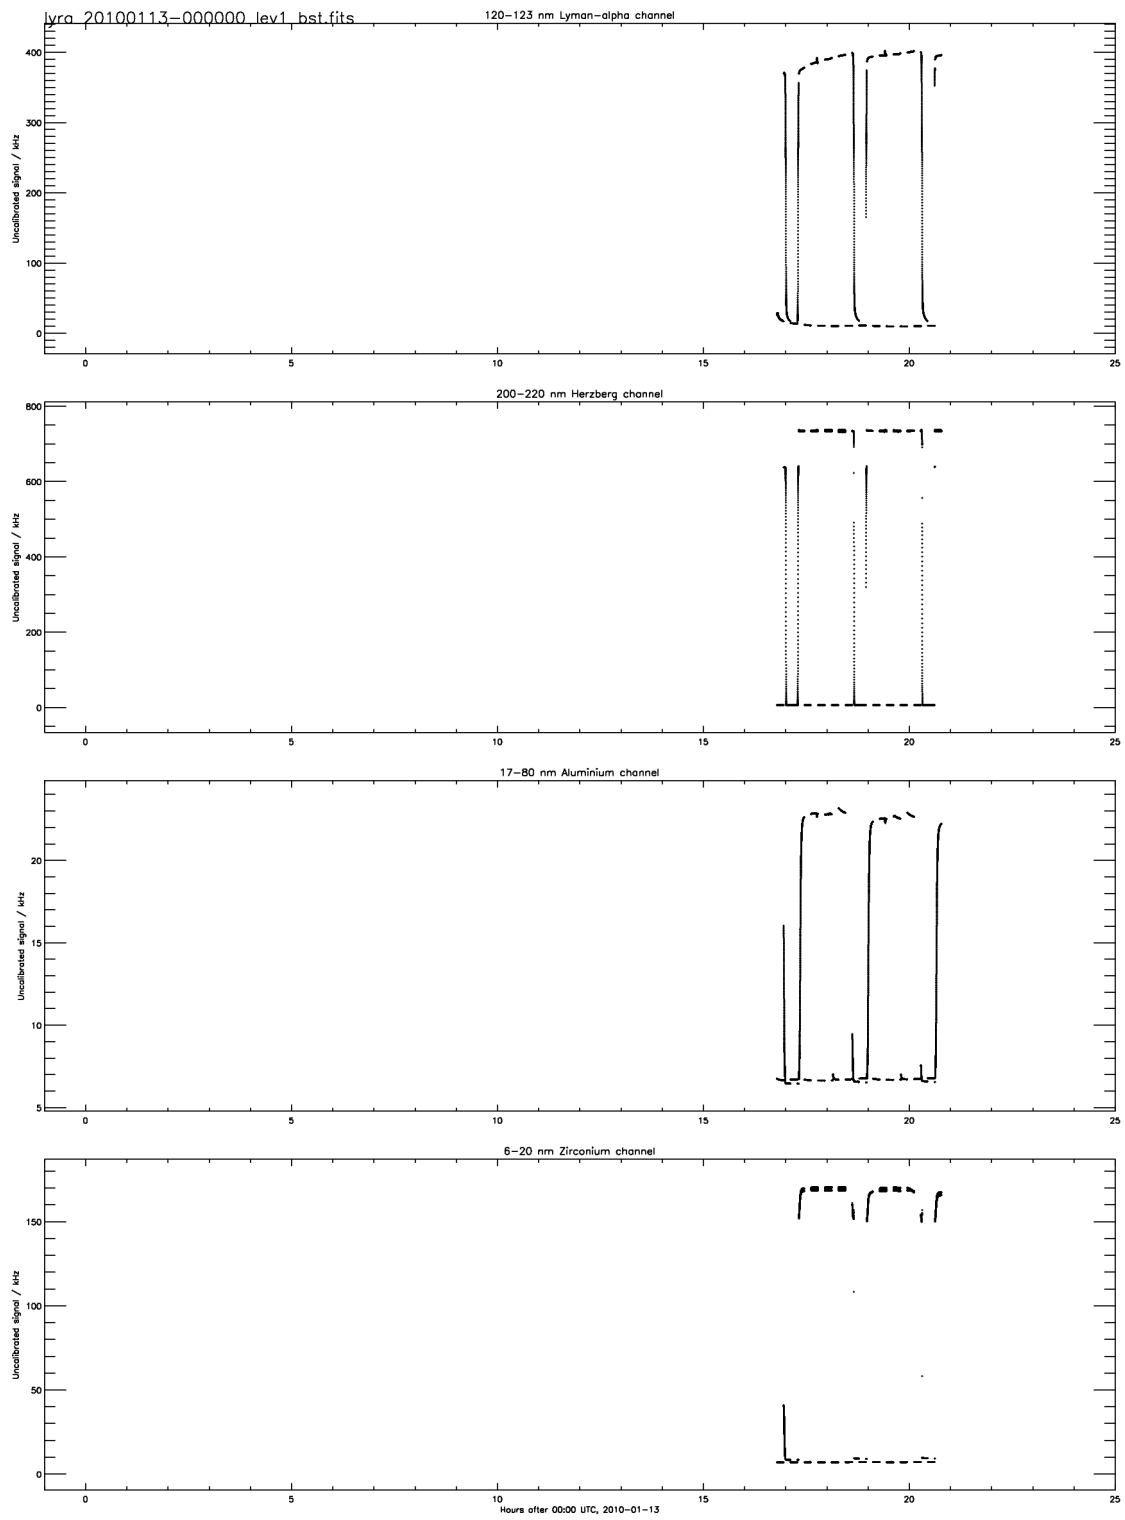 lyra_20100113-000000_lev1_bst.fits
120-123 nm Lyman-alpha channel
Uncalibrated signal / kHz
400
300
200
100
0
0 5 10 15 20 25
200-220 nm Herzberg channel
Uncalibrated signal / kHz
800
600
400
200
0
0 5 10 15 20 25
17-80 nm Aluminium channel
Uncalibrated signal / kHz
20
15
10
5
0 5 10 15 20 25
6-20 nm Zirconium channel
Uncalibrated signal / kHz
150
100
50
0
0 5 10 15 20 25
Hours after 00:00 UTC, 2010-01-13